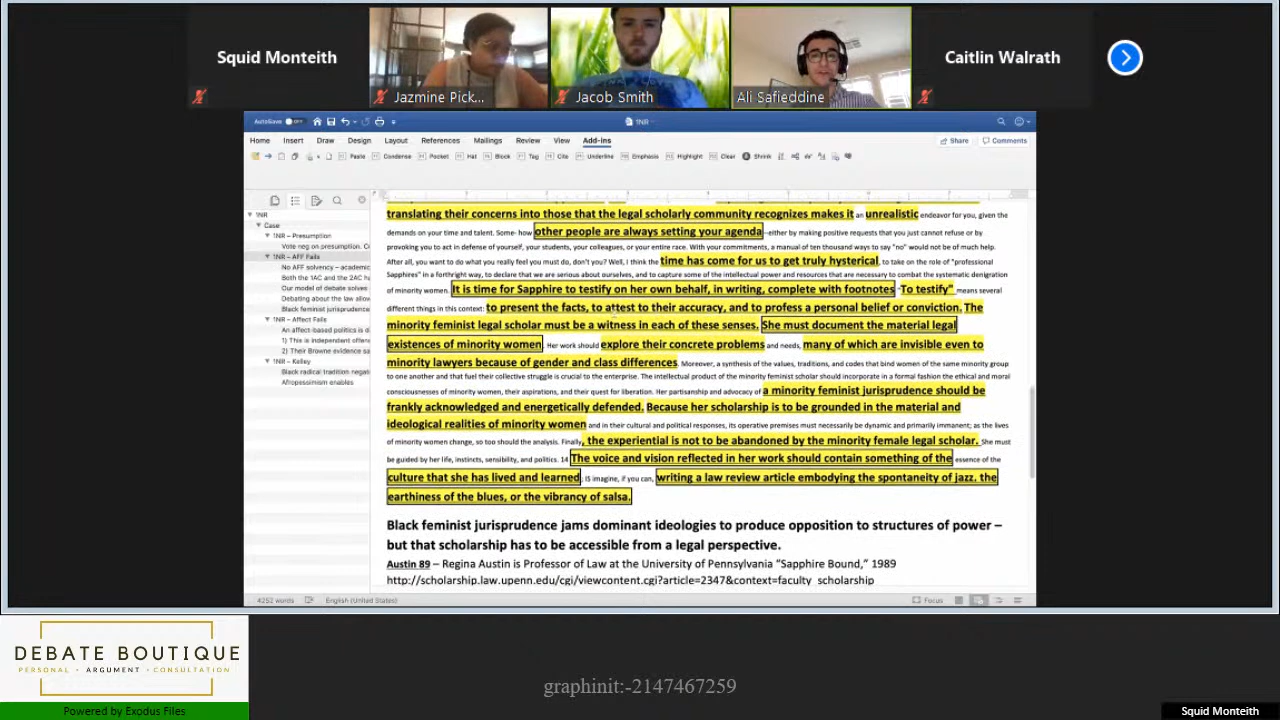 Squid Monteith
Jazmine Pick...
Jacob Smith
Ali Safieddine
Caitlin Walrath
AutoSave OFF
1NR
Home Insert Draw Design Layout References Mailings Review View Add-ins
Share Comments
Paste Condense Pocket Hat Block Tag Cite Underline Emphasis Highlight Clear Shrink
1NR
Case
1NR – Presumption
Vote neg on presumption. C
1NR – AFF Fails
No AFF solvency – academic
Both the 1AC and the 2AC ha
Our model of debate solves
Debating about the law allow
Black feminist jurisprudence
1NR – Affect Fails
An affect-based politics is d
1) This is independent offen
2) Their Browne evidence sa
1NR – Kelley
Black radical tradition negat
Afropessimism enables
translating their concerns into those that the legal scholarly community recognizes makes it an unrealistic endeavor for you, given the
demands on your time and talent. Some- how other people are always setting your agenda--either by making positive requests that you just cannot refuse or by
provoking you to act in defense of yourself, your students, your colleagues, or your entire race. With your commitments, a manual of ten thousand ways to say "no" would not be of much help.
After all, you want to do what you really feel you must do, don't you? Well, I think the time has come for us to get truly hysterical, to take on the role of "professional
Sapphires" in a forthright way, to declare that we are serious about ourselves, and to capture some of the intellectual power and resources that are necessary to combat the systematic denigration
of minority women. It is time for Sapphire to testify on her own behalf, in writing, complete with footnotes "To testify" means several
different things in this context: to present the facts, to attest to their accuracy, and to profess a personal belief or conviction. The
minority feminist legal scholar must be a witness in each of these senses. She must document the material legal
existences of minority women. Her work should explore their concrete problems and needs, many of which are invisible even to
minority lawyers because of gender and class differences. Moreover, a synthesis of the values, traditions, and codes that bind women of the same minority group
to one another and that fuel their collective struggle is crucial to the enterprise. The intellectual product of the minority feminist scholar should incorporate in a formal fashion the ethical and moral
consciousnesses of minority women, their aspirations, and their quest for liberation. Her partisanship and advocacy of a minority feminist jurisprudence should be
frankly acknowledged and energetically defended. Because her scholarship is to be grounded in the material and
ideological realities of minority women and in their cultural and political responses, its operative premises must necessarily be dynamic and primarily immanent; as the lives
of minority women change, so too should the analysis. Finally, the experiential is not to be abandoned by the minority female legal scholar. She must
be guided by her life, instincts, sensibility, and politics. 14 The voice and vision reflected in her work should contain something of the essence of the
culture that she has lived and learned; IS imagine, if you can, writing a law review article embodying the spontaneity of jazz. the
earthiness of the blues, or the vibrancy of salsa.
Black feminist jurisprudence jams dominant ideologies to produce opposition to structures of power –
but that scholarship has to be accessible from a legal perspective.
Austin 89 – Regina Austin is Professor of Law at the University of Pennsylvania “Sapphire Bound,” 1989
http://scholarship.law.upenn.edu/cgi/viewcontent.cgi?article=2347&context=faculty_scholarship
4252 words English (United States) Focus
DEBATE BOUTIQUE
PERSONAL - ARGUMENT - CONSULTATION
Powered by Exodus Files
graphinit:-2147467259
Squid Monteith